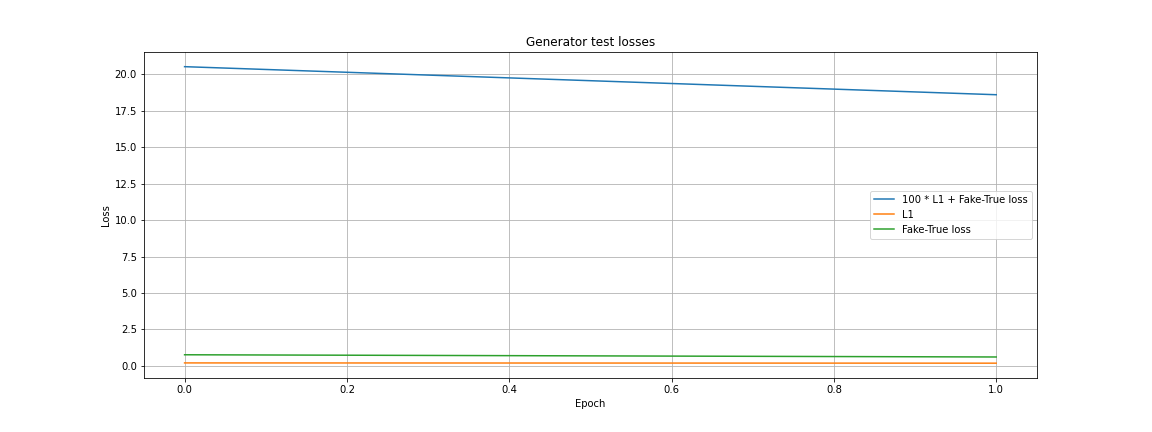 Generator test losses
20.0
17.5
15.0
12.5
10.0
7.5
5.0
2.5
0.0
Loss
100 * L1 + Fake-True loss
L1
Fake-True loss
0.0 0.2 0.4 0.6 0.8 1.0
Epoch